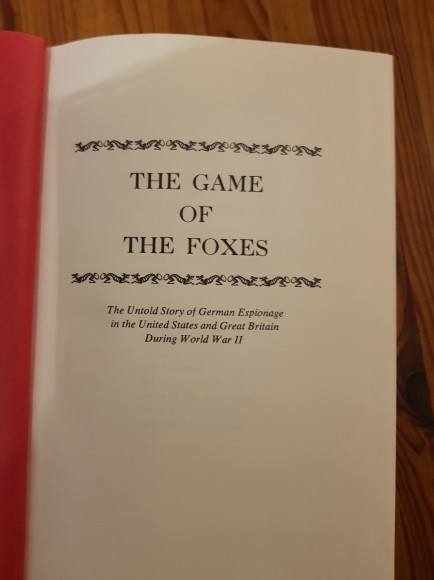 THE GAME
OF
THE FOXES
The Untold Story of German Espionage
in the United States and Great Britain
During World War II